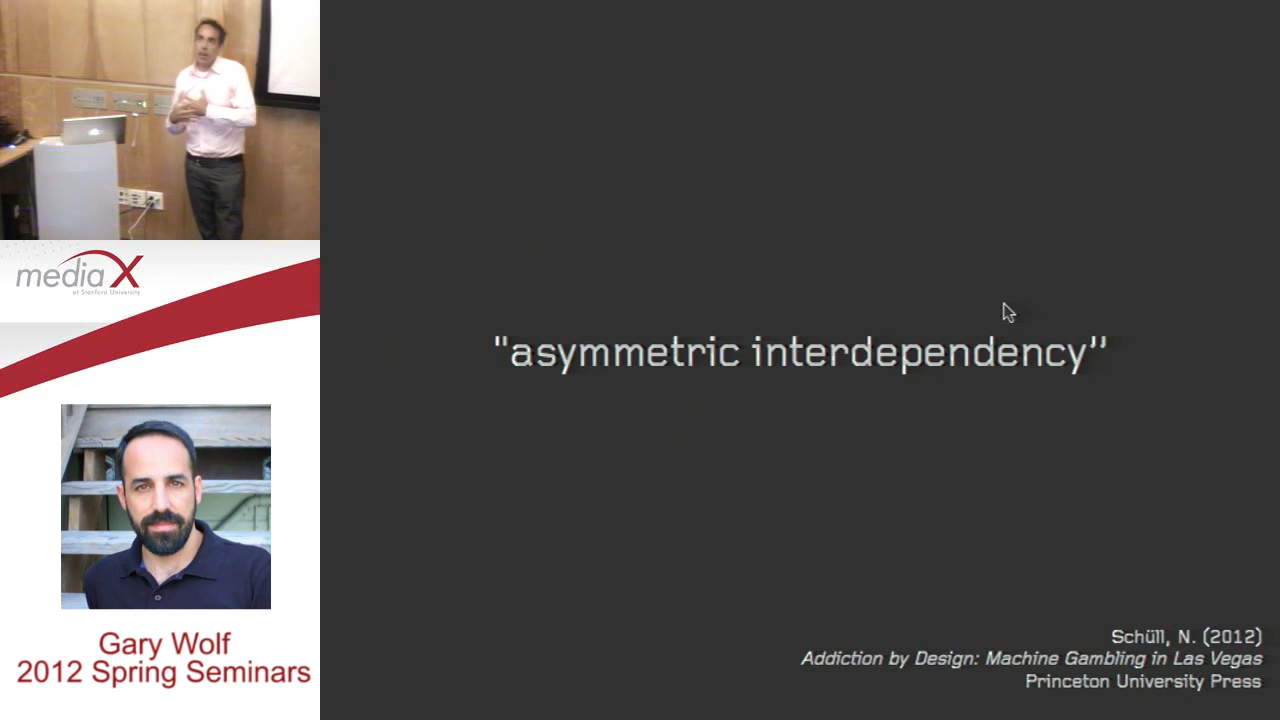 media X
at Stanford University
Gary Wolf
2012 Spring Seminars
"asymmetric interdependency”
Schüll, N. (2012)
Addiction by Design: Machine Gambling in Las Vegas
Princeton University Press